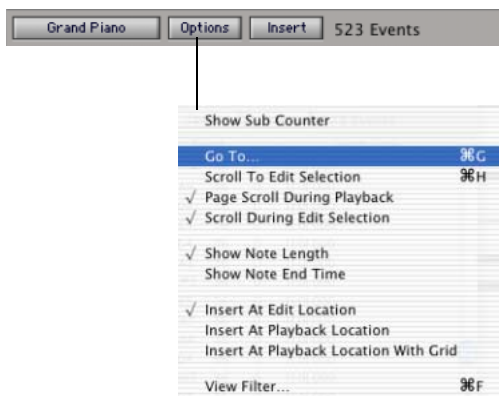 Grand Piano Options Insert 523 Events
Show Sub Counter
Go To... ⌘G
Scroll To Edit Selection ⌘H
√ Page Scroll During Playback
√ Scroll During Edit Selection
√ Show Note Length
Show Note End Time
√ Insert At Edit Location
Insert At Playback Location
Insert At Playback Location With Grid
View Filter... ⌘F